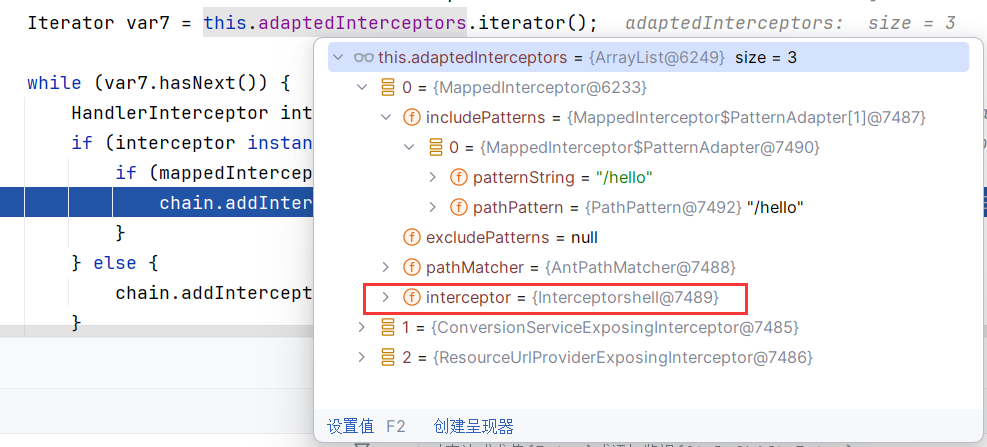 Iterator var7 = this.adaptedInterceptors.iterator(); adaptedInterceptors: size = 3
this.adaptedInterceptors = {ArrayList@6249} size = 3
while (var7.hasNext()) {
0 = {MappedInterceptor@6233}
HandlerInterceptor int
includePatterns = {MappedInterceptor$PatternAdapter[1]@7487}
if (interceptor instan
0 = {MappedInterceptor$PatternAdapter@7490}
if (mappedIntercep
patternString = "/hello"
chain.addInter
pathPattern = {PathPattern@7492} "/hello"
}
excludePatterns = null
} else {
pathMatcher = {AntPathMatcher@7488}
chain.addIntercept
interceptor = {Interceptorshell@7489}
}
1 = {ConversionServiceExposingInterceptor@7485}
2 = {ResourceUrlProviderExposingInterceptor@7486}
设置值 F2 创建呈现器